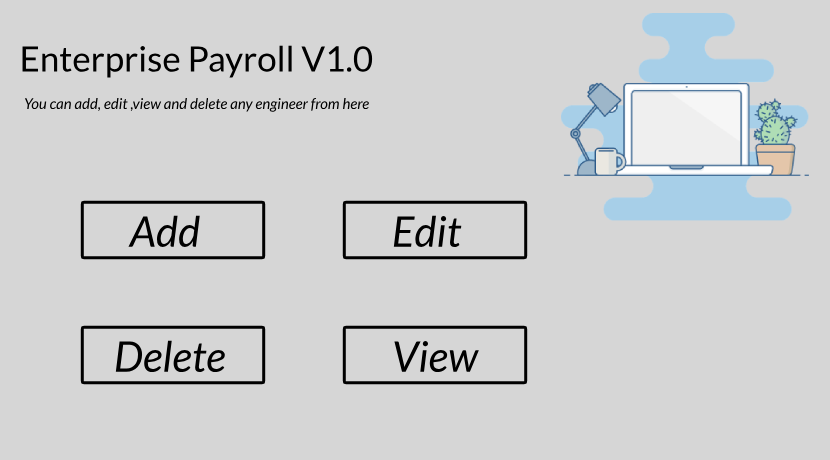 Enterprise Payroll V1.0
You can add, edit ,view and delete any engineer from here
Add
Edit
Delete
View